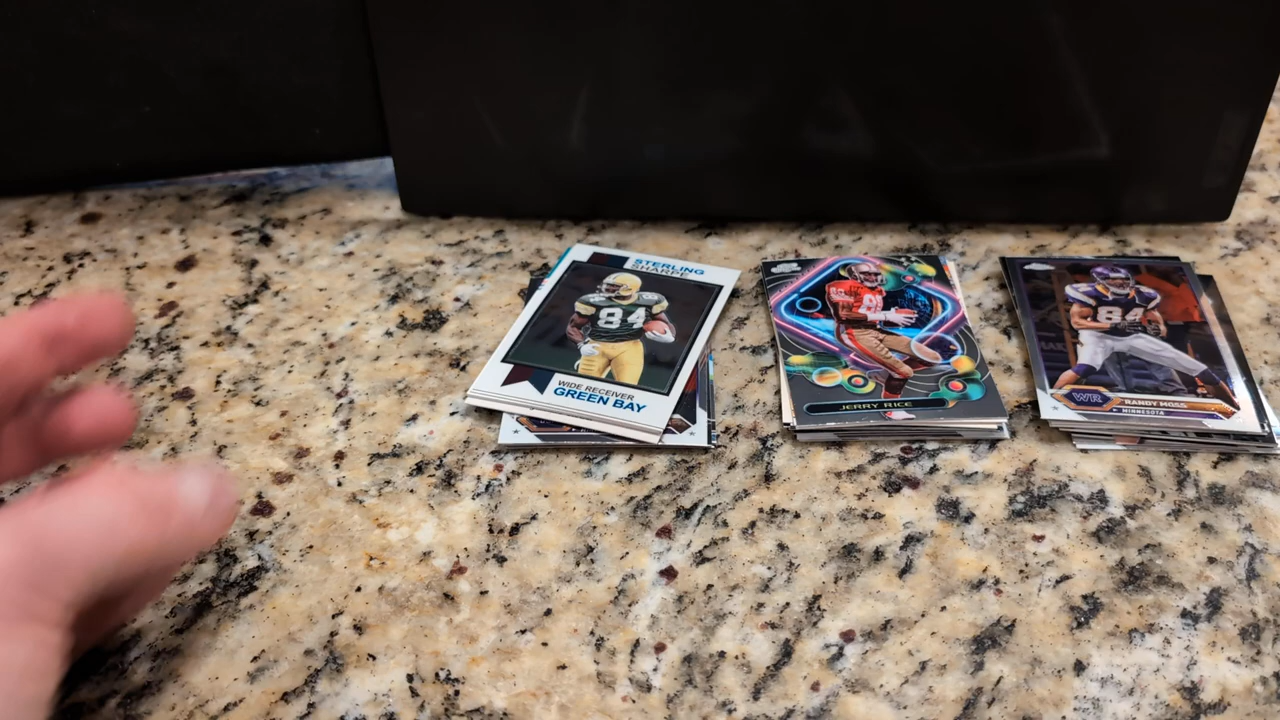 STERLING
SHARPE
84
WIDE RECEIVER
GREEN BAY
JERRY RICE
84
WR
RANDY MOSS
MINNESOTA